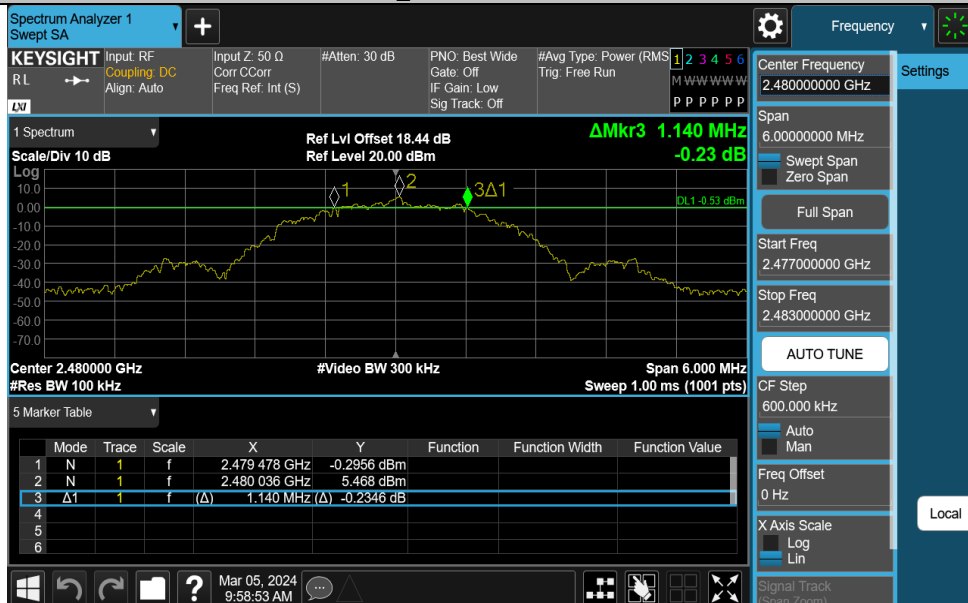 Spectrum Analyzer 1
Swept SA
+
Frequency
KEYSIGHT
RL
LXI
Input: RF
Coupling: DC
Align: Auto
Input Z: 50 Ω
Corr CCorr
Freq Ref: Int (S)
#Atten: 30 dB
PNO: Best Wide
Gate: Off
IF Gain: Low
Sig Track: Off
#Avg Type: Power (RMS
Trig: Free Run
1 2 3 4 5 6
M W W W W W
P P P P P P
1 Spectrum
Scale/Div 10 dB
Ref Lvl Offset 18.44 dB
Ref Level 20.00 dBm
ΔMkr3 1.140 MHz
-0.23 dB
Log
10.0
0.00
-10.0
-20.0
-30.0
-40.0
-50.0
-60.0
-70.0
1
2
3Δ1
DL1 -0.53 dBm
Center 2.480000 GHz
#Res BW 100 kHz
#Video BW 300 kHz
Span 6.000 MHz
Sweep 1.00 ms (1001 pts)
5 Marker Table
Mode Trace Scale X Y Function Function Width Function Value
1 N 1 f 2.479 478 GHz -0.2956 dBm
2 N 1 f 2.480 036 GHz 5.468 dBm
3 Δ1 1 f (Δ) 1.140 MHz (Δ) -0.2346 dB
4
5
6
?
Mar 05, 2024
9:58:53 AM
Center Frequency
2.480000000 GHz
Span
6.00000000 MHz
Swept Span
Zero Span
Full Span
Start Freq
2.477000000 GHz
Stop Freq
2.483000000 GHz
AUTO TUNE
CF Step
600.000 kHz
Auto
Man
Freq Offset
0 Hz
X Axis Scale
Log
Lin
Signal Track
(Span Zoom)
Settings
Local